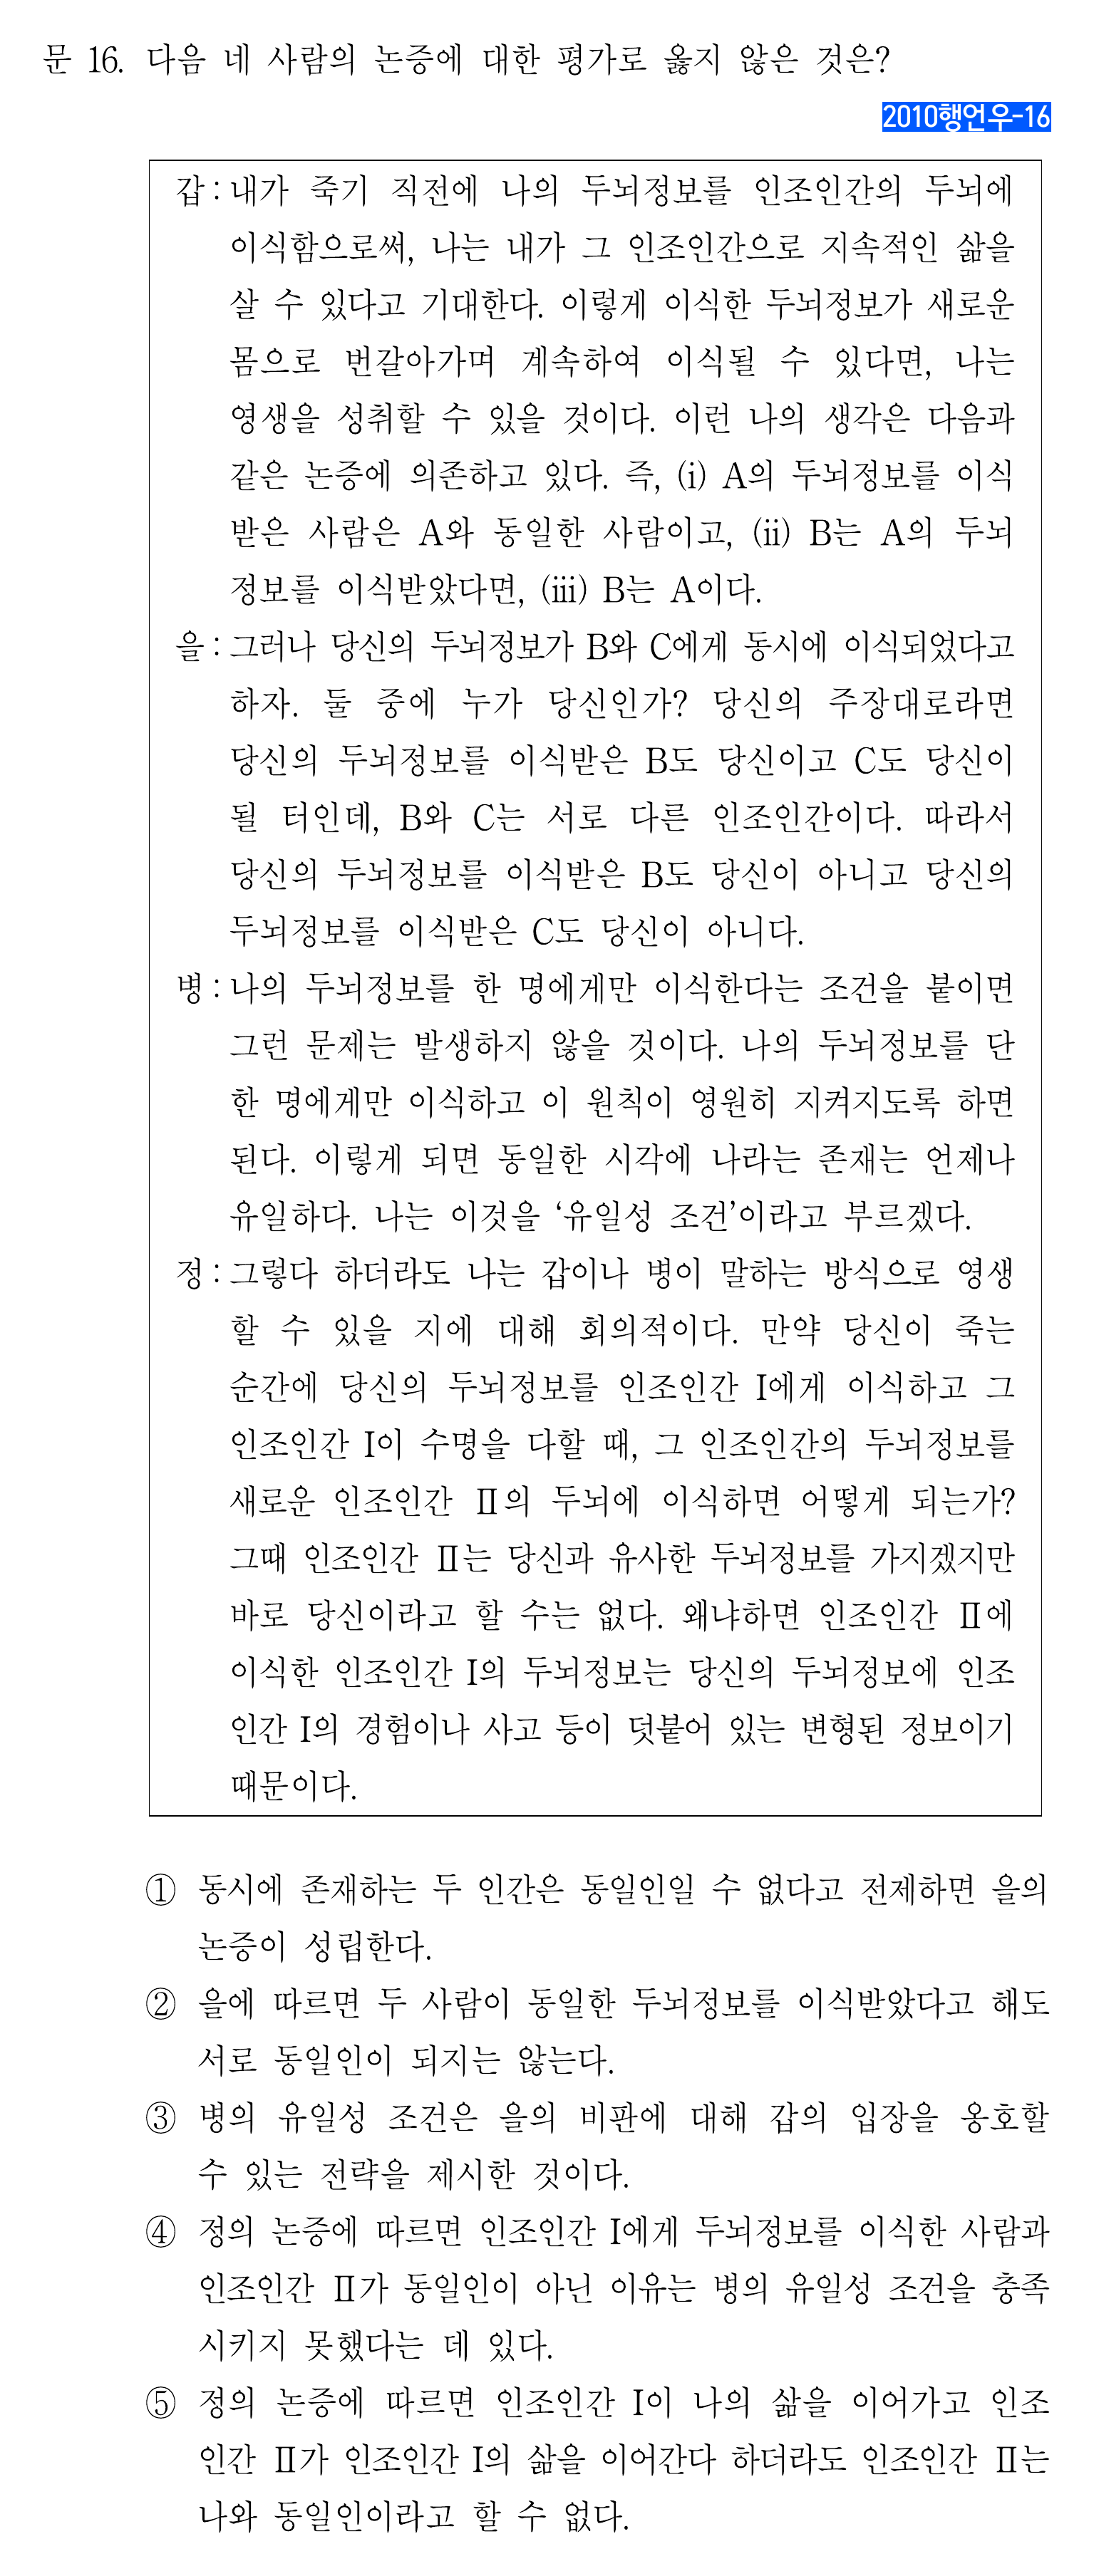 문 16. 다음 네 사람의 논증에 대한 평가로 옳지 않은 것은?
2010행언우-16
갑 : 내가 죽기 직전에 나의 두뇌정보를 인조인간의 두뇌에
이식함으로써, 나는 내가 그 인조인간으로 지속적인 삶을
살 수 있다고 기대한다. 이렇게 이식한 두뇌정보가 새로운
몸으로 번갈아가며 계속하여 이식될 수 있다면, 나는
영생을 성취할 수 있을 것이다. 이런 나의 생각은 다음과
같은 논증에 의존하고 있다. 즉, (i) A의 두뇌정보를 이식
받은 사람은 A와 동일한 사람이고, (ii) B는 A의 두뇌
정보를 이식받았다면, (iii) B는 A이다.
을 : 그러나 당신의 두뇌정보가 B와 C에게 동시에 이식되었다고
하자. 둘 중에 누가 당신인가? 당신의 주장대로라면
당신의 두뇌정보를 이식받은 B도 당신이고 C도 당신이
될 터인데, B와 C는 서로 다른 인조인간이다. 따라서
당신의 두뇌정보를 이식받은 B도 당신이 아니고 당신의
두뇌정보를 이식받은 C도 당신이 아니다.
병 : 나의 두뇌정보를 한 명에게만 이식한다는 조건을 붙이면
그런 문제는 발생하지 않을 것이다. 나의 두뇌정보를 단
한 명에게만 이식하고 이 원칙이 영원히 지켜지도록 하면
된다. 이렇게 되면 동일한 시각에 나라는 존재는 언제나
유일하다. 나는 이것을 ‘유일성 조건’이라고 부르겠다.
정 : 그렇다 하더라도 나는 갑이나 병이 말하는 방식으로 영생
할 수 있을 지에 대해 회의적이다. 만약 당신이 죽는
순간에 당신의 두뇌정보를 인조인간 Ⅰ에게 이식하고 그
인조인간 Ⅰ이 수명을 다할 때, 그 인조인간의 두뇌정보를
새로운 인조인간 Ⅱ의 두뇌에 이식하면 어떻게 되는가?
그때 인조인간 Ⅱ는 당신과 유사한 두뇌정보를 가지겠지만
바로 당신이라고 할 수는 없다. 왜냐하면 인조인간 Ⅱ에
이식한 인조인간 Ⅰ의 두뇌정보는 당신의 두뇌정보에 인조
인간 Ⅰ의 경험이나 사고 등이 덧붙어 있는 변형된 정보이기
때문이다.
① 동시에 존재하는 두 인간은 동일인일 수 없다고 전제하면 을의
논증이 성립한다.
② 을에 따르면 두 사람이 동일한 두뇌정보를 이식받았다고 해도
서로 동일인이 되지는 않는다.
③ 병의 유일성 조건은 을의 비판에 대해 갑의 입장을 옹호할
수 있는 전략을 제시한 것이다.
④ 정의 논증에 따르면 인조인간 Ⅰ에게 두뇌정보를 이식한 사람과
인조인간 Ⅱ가 동일인이 아닌 이유는 병의 유일성 조건을 충족
시키지 못했다는 데 있다.
⑤ 정의 논증에 따르면 인조인간 Ⅰ이 나의 삶을 이어가고 인조
인간 Ⅱ가 인조인간 Ⅰ의 삶을 이어간다 하더라도 인조인간 Ⅱ는
나와 동일인이라고 할 수 없다.